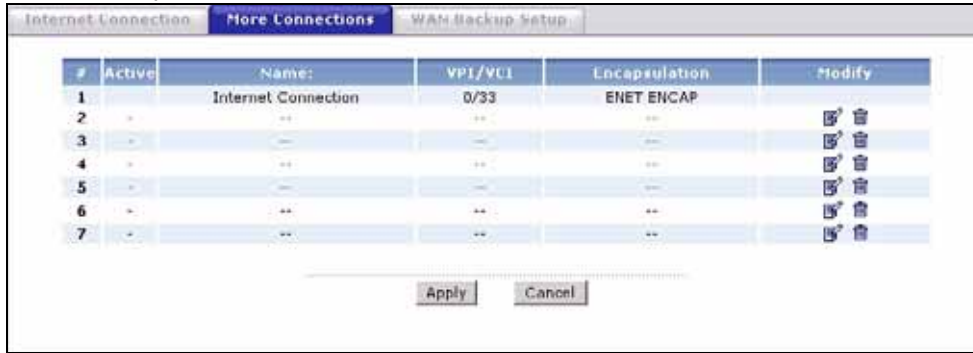 Internet Connection More Connections WAN Backup Setup
# Active Name: VPI/VCI Encapsulation Modify
1 Internet Connection 0/33 ENET ENCAP
2 - -- -- --
3 - -- -- --
4 - -- -- --
5 - -- -- --
6 - -- -- --
7 - -- -- --
Apply Cancel